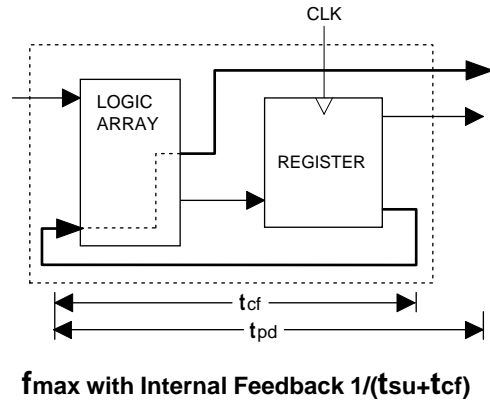 CLK
LOGIC
ARRAY
REGISTER
tcf
tpd
fmax with Internal Feedback 1/(tsu+tcf)